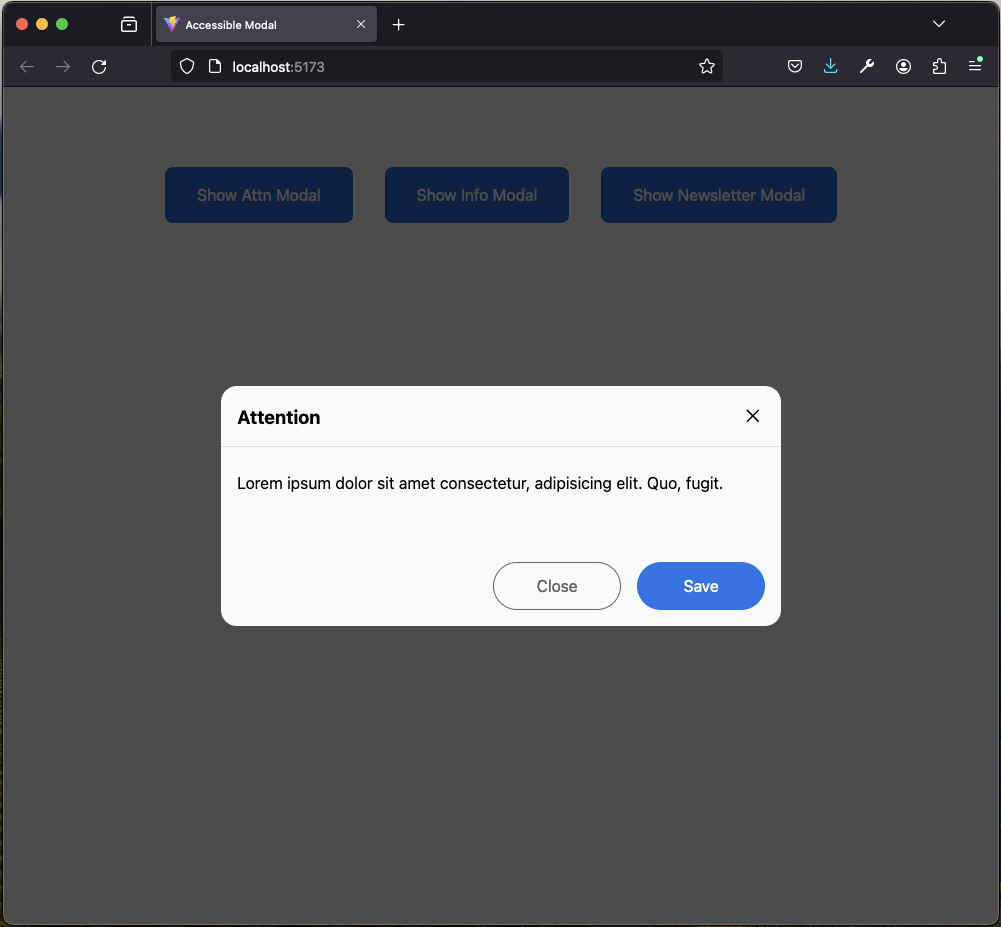 Accessible Modal
localhost:5173
Show Attn Modal
Show Info Modal
Show Newsletter Modal
Attention
Lorem ipsum dolor sit amet consectetur, adipisicing elit. Quo, fugit.
Close
Save